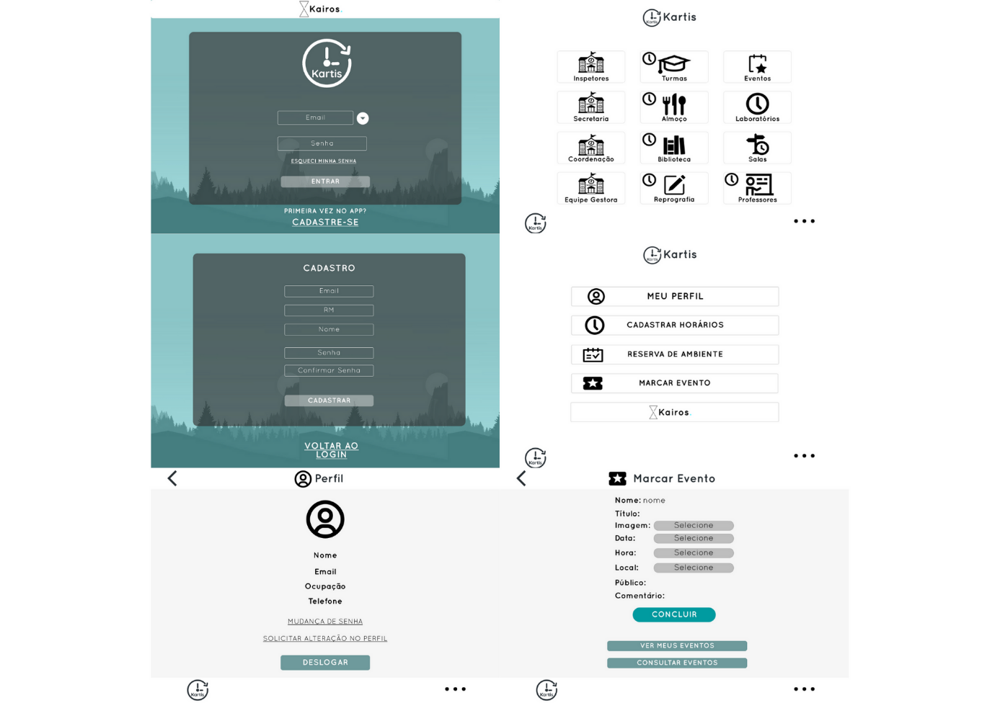 Kairos.
Kartis
Email
Senha
ESQUECI MINHA SENHA
ENTRAR
PRIMEIRA VEZ NO APP?
CADASTRE-SE
Kartis
Kartis
Inspetores
Turmas
Eventos
Secretaria
Almoço
Laboratórios
Coordenação
Biblioteca
Salas
Equipe Gestora
Reprografia
Professores
Kartis
CADASTRO
Email
RM
Nome
Senha
Confirmar Senha
CADASTRAR
VOLTAR AO
LOGIN
Kartis
Kartis
MEU PERFIL
CADASTRAR HORÁRIOS
RESERVA DE AMBIENTE
MARCAR EVENTO
Kairos.
Kartis
Perfil
Nome
Email
Ocupação
Telefone
MUDANÇA DE SENHA
SOLICITAR ALTERAÇÃO NO PERFIL
DESLOGAR
Kartis
Marcar Evento
Nome: nome
Título:
Imagem: Selecione
Data: Selecione
Hora: Selecione
Local: Selecione
Público:
Comentário:
CONCLUIR
VER MEUS EVENTOS
CONSULTAR EVENTOS
Kartis